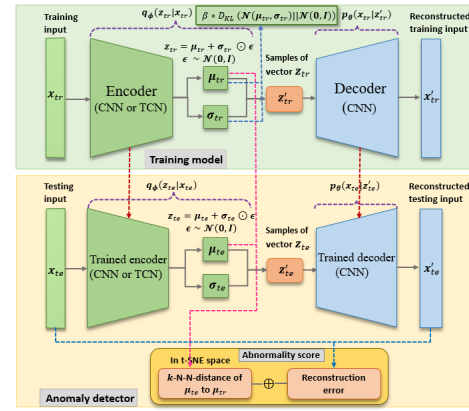 Training
input
q_ϕ(z_tr|x_tr)
β * D_KL (𝒩(μ_tr, σ_tr)||𝒩(0, I))
p_θ(x_tr|z'_tr)
Reconstructed
training input
z_tr = μ_tr + σ_tr ⊙ ϵ
ϵ ~ 𝒩(0, I)
Samples of
vector z_tr
x_tr
Encoder
(CNN or TCN)
μ_tr
σ_tr
z'_tr
Decoder
(CNN)
x'_tr
Training model
Testing
input
q_ϕ(z_te|x_te)
p_θ(x_te|z'_te)
Reconstructed
testing input
z_te = μ_te + σ_te ⊙ ϵ
ϵ ~ 𝒩(0, I)
Samples of
vector z_te
x_te
Trained encoder
(CNN or TCN)
μ_te
σ_te
z'_te
Trained decoder
(CNN)
x'_te
Abnormality score
In t-SNE space
k-N-N-distance of
μ_te to μ_tr
⊕
Reconstruction
error
Anomaly detector